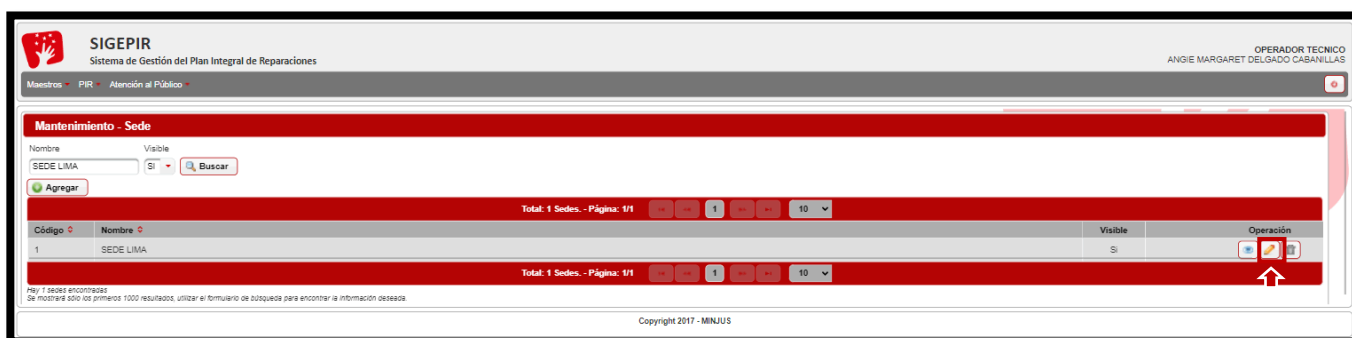 SIGEPIR
Sistema de Gestión del Plan Integral de Reparaciones
OPERADOR TECNICO
ANGIE MARGARET DELGADO CABANILLAS
Maestros PIR Atención al Público
Mantenimiento - Sede
Nombre Visible
SEDE LIMA SI Buscar
Agregar
Total: 1 Sedes. - Página: 1/1 1 10
Código Nombre Visible Operación
1 SEDE LIMA Si
Total: 1 Sedes. - Página: 1/1 1 10
Hay 1 sedes encontradas
Se mostrará sólo los primeros 1000 resultados, utilizar el formulario de búsqueda para encontrar la información deseada.
Copyright 2017 - MINJUS